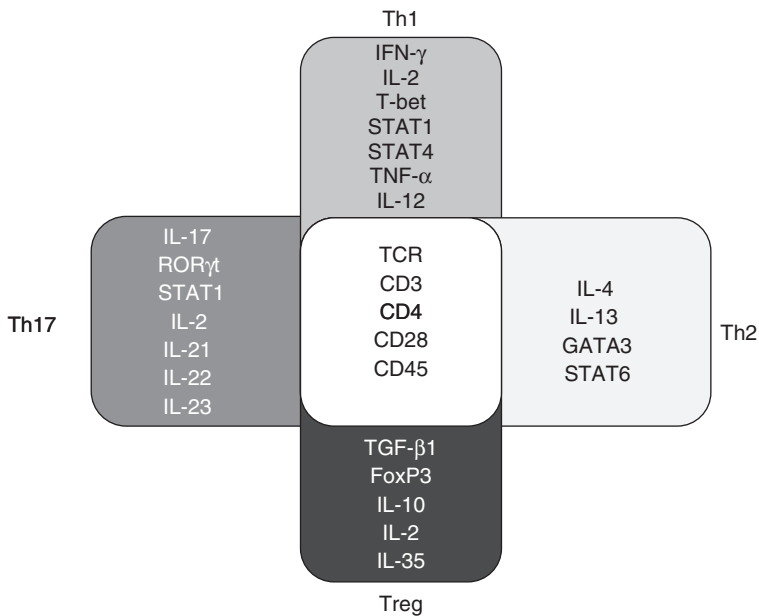 Th1
IFN-γ
IL-2
T-bet
STAT1
STAT4
TNF-α
IL-12
Th17
IL-17
RORγt
STAT1
IL-2
IL-21
IL-22
IL-23
TCR
CD3
CD4
CD28
CD45
IL-4
IL-13
GATA3
STAT6
Th2
TGF-β1
FoxP3
IL-10
IL-2
IL-35
Treg